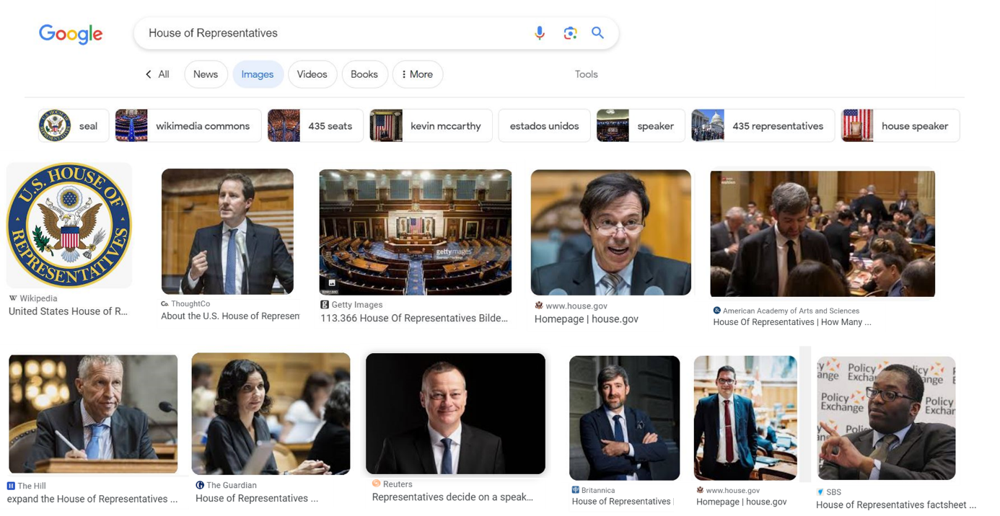 Google
House of Representatives
All News Images Videos Books More Tools
seal wikimedia commons 435 seats kevin mccarthy estados unidos speaker 435 representatives house speaker
U.S. HOUSE OF
REPRESENTATIVES
gettyimages
W Wikipedia
United States House of R...
Co. ThoughtCo
About the U.S. House of Represen
Getty Images
113.366 House Of Representatives Bilde...
www.house.gov
Homepage | house.gov
American Academy of Arts and Sciences
House Of Representatives | How Many ...
Policy
Exchange
Policy
Exchange
Policy
Exchar
The Hill
expand the House of Representatives ...
The Guardian
House of Representatives ...
Reuters
Representatives decide on a speak...
Britannica
House of Representatives |
www.house.gov
Homepage | house.gov
SBS
House of Representatives factsheet ...